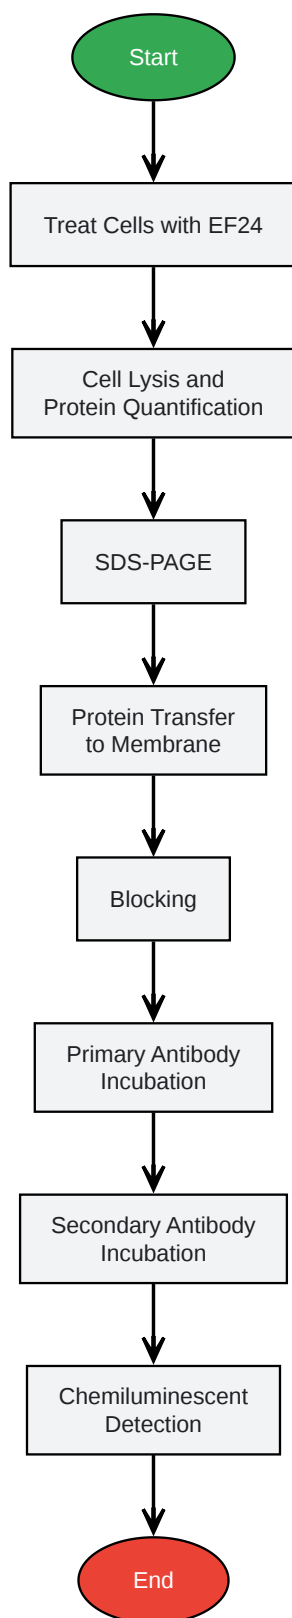 Start
Treat Cells with EF24
Cell Lysis and
Protein Quantification
SDS-PAGE
Protein Transfer
to Membrane
Blocking
Primary Antibody
Incubation
Secondary Antibody
Incubation
Chemiluminescent
Detection
End